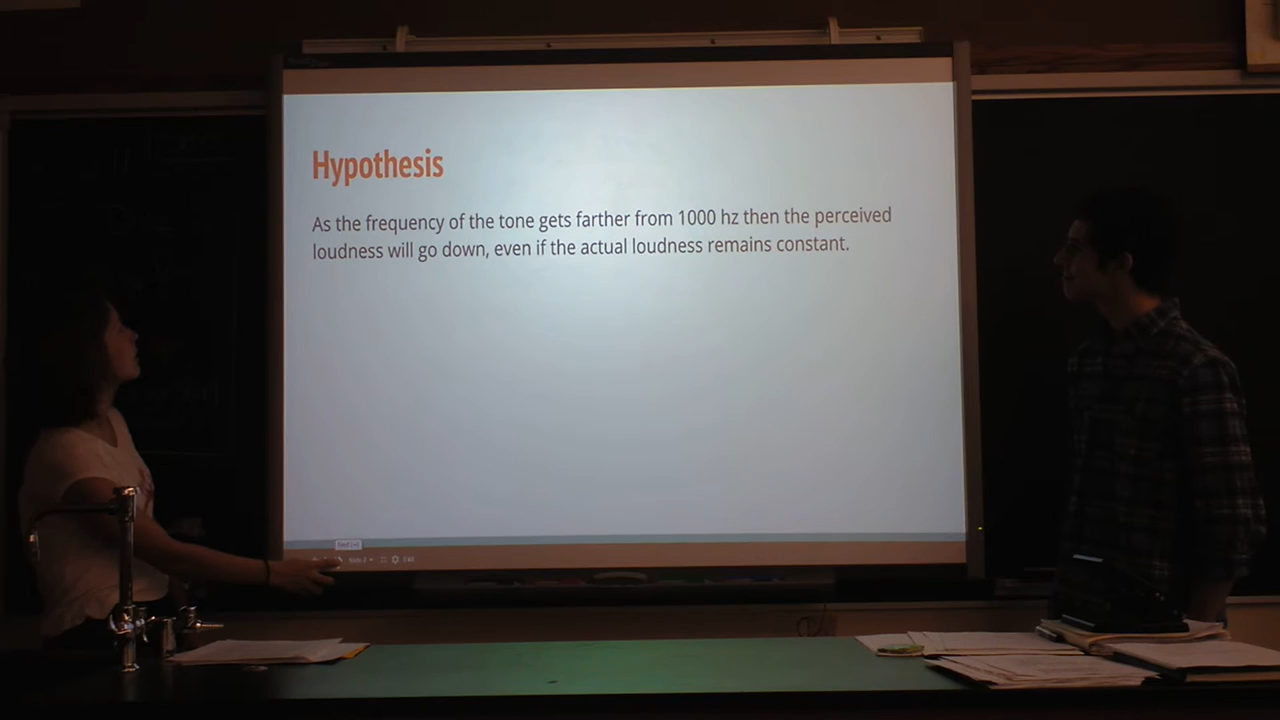 Hypothesis
As the frequency of the tone gets farther from 1000 hz then the perceived
loudness will go down, even if the actual loudness remains constant.